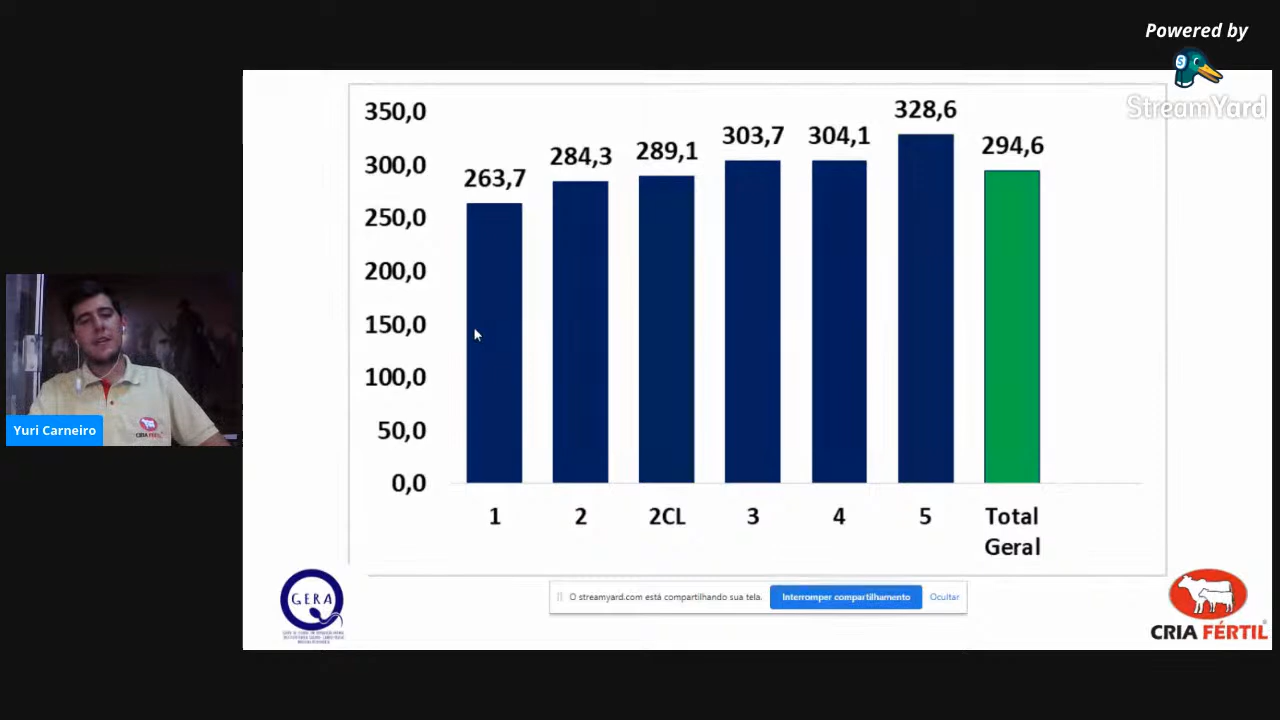 Powered by
StreamYard
350,0
300,0
250,0
200,0
150,0
100,0
50,0
0,0
263,7
284,3
289,1
303,7
304,1
328,6
294,6
1
2
2CL
3
4
5
Total
Geral
Yuri Carneiro
CRIA FÉRTIL
GERA
O streamyard.com está compartilhando sua tela.
Interromper compartilhamento
Ocultar
CRIA FÉRTIL